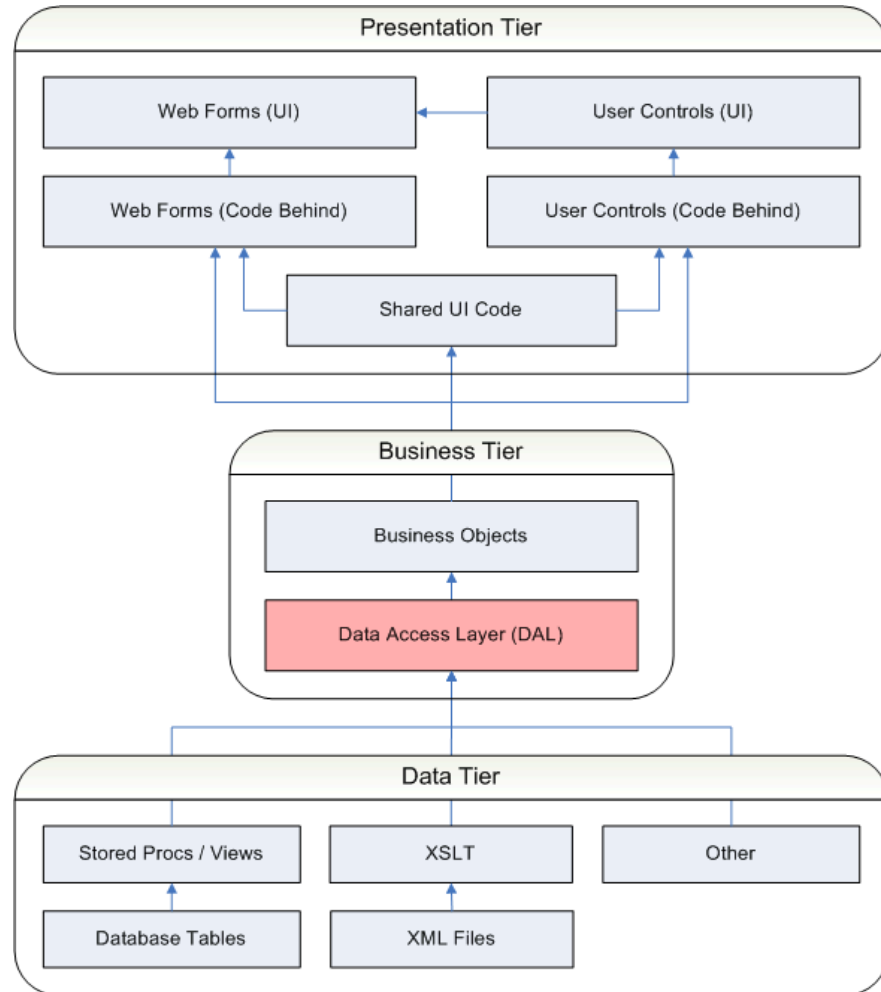 Presentation Tier
Web Forms (UI)
User Controls (UI)
Web Forms (Code Behind)
User Controls (Code Behind)
Shared UI Code
Business Tier
Business Objects
Data Access Layer (DAL)
Data Tier
Stored Procs / Views
XSLT
Other
Database Tables
XML Files